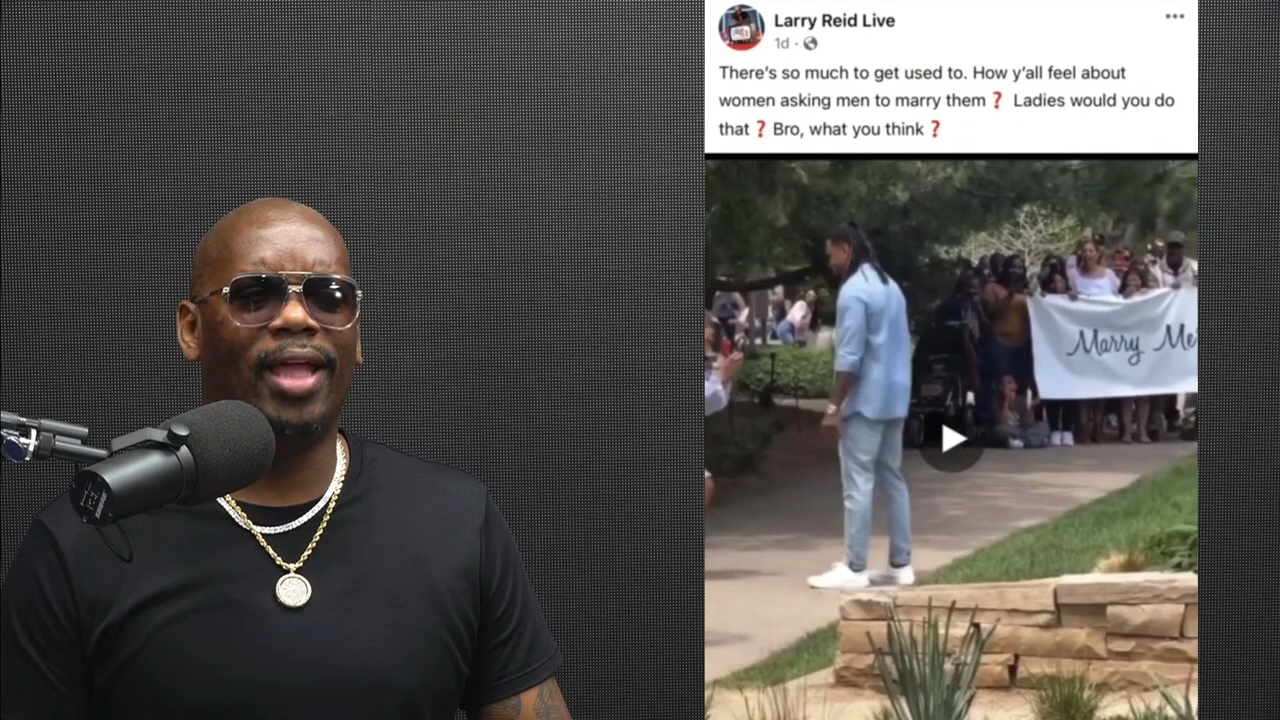 Larry Reid Live
1d ·
There's so much to get used to. How y'all feel about
women asking men to marry them❓ Ladies would you do
that❓Bro, what you think❓
Marry Me